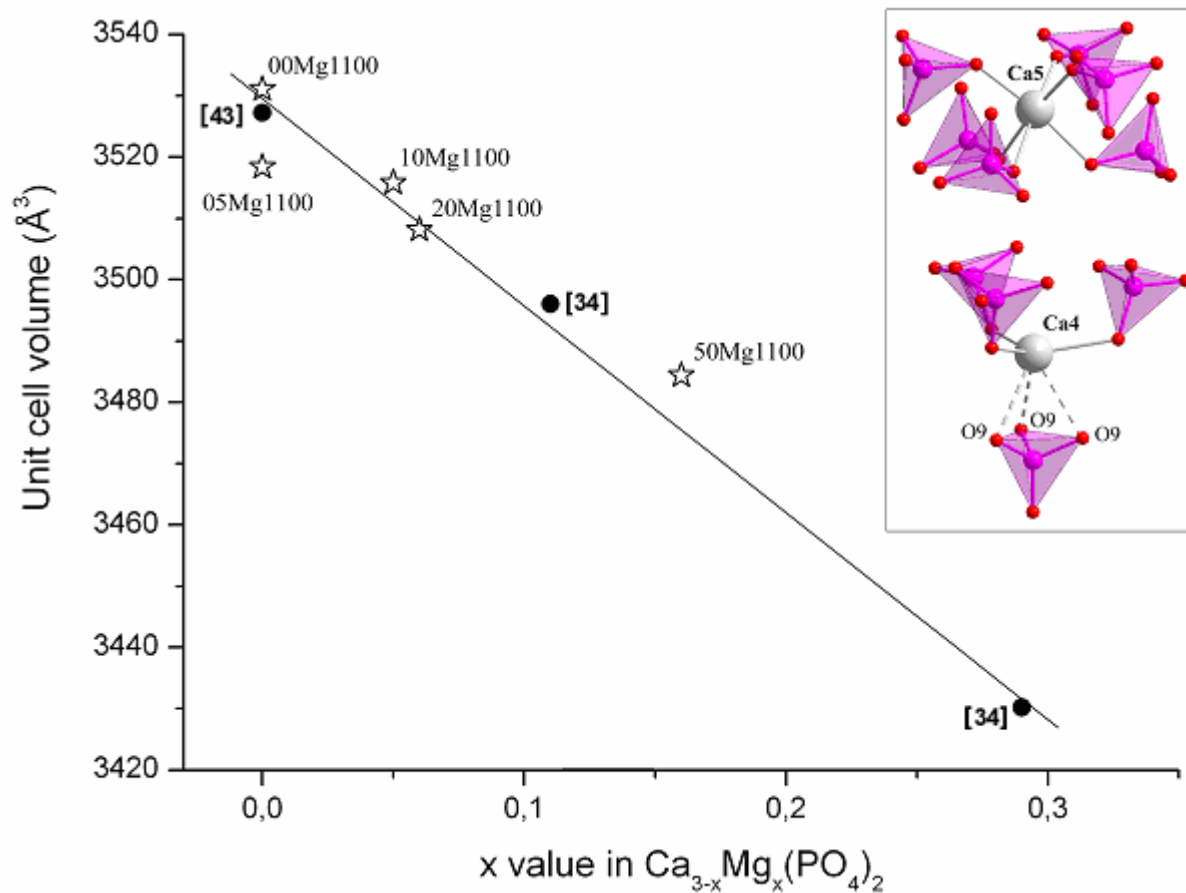 3540
00Mg1100
[43]
3520
05Mg1100
10Mg1100
20Mg1100
3500
[34]
50Mg1100
3480
3460
3440
[34]
3420
Unit cell volume (Å³)
0,0
0,1
0,2
0,3
x value in Ca₃₋ₓMgₓ(PO₄)₂
Ca5
Ca4
O9
O9
O9